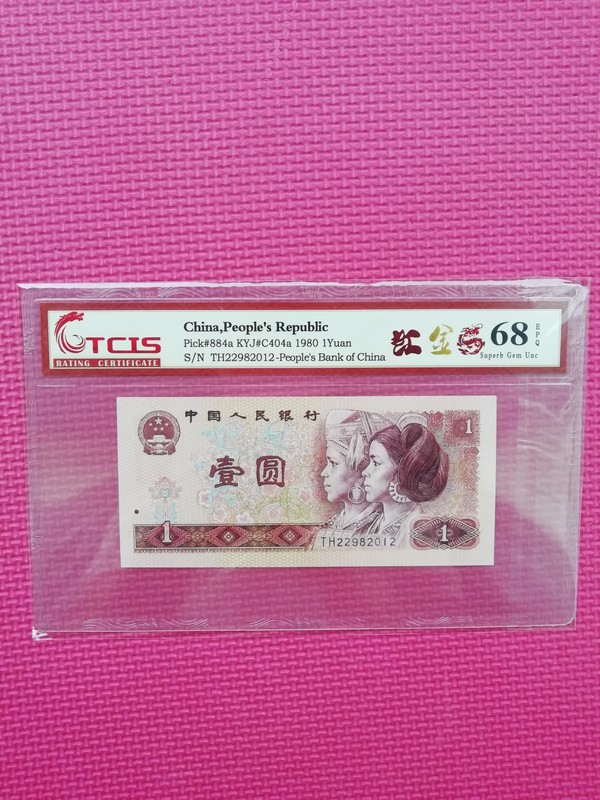 TCIS
RATING CERTIFICATE
China,People's Republic
Pick#884a KYJ#C404a 1980 1Yuan
S/N TH22982012-People's Bank of China
红金龙
68
EPQ
Superb Gem Unc
中国人民银行
1
壹圆
1
TH22982012
1